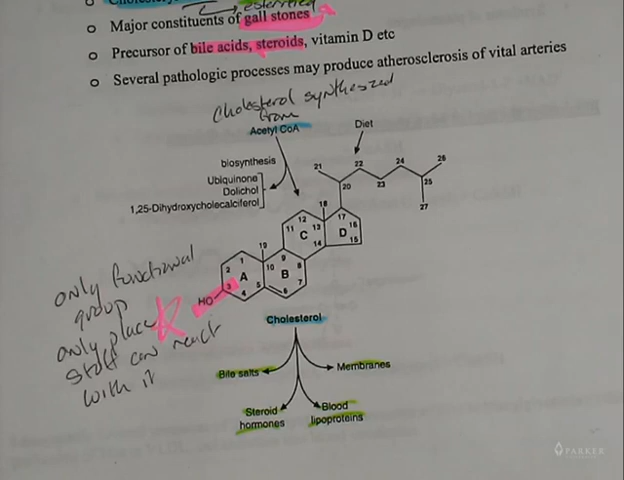 esterified
o Major constituents of gall stones
o Precursor of bile acids, steroids, vitamin D etc
o Several pathologic processes may produce atherosclerosis of vital arteries
Cholesterol synthesized
from
Acetyl CoA
Diet
biosynthesis
Ubiquinone
Dolichol
1,25-Dihydroxycholecalciferol
21 22 24 26
20 23 25
27
18
12 17
11 13 16
C D
14 15
19
1 9
2 10 8
A B
3 5 7
4 6
HO
only functional
group
only place
stuff can react
with it
Cholesterol
Bile salts
Membranes
Steroid
hormones
Blood
lipoproteins
PARKER